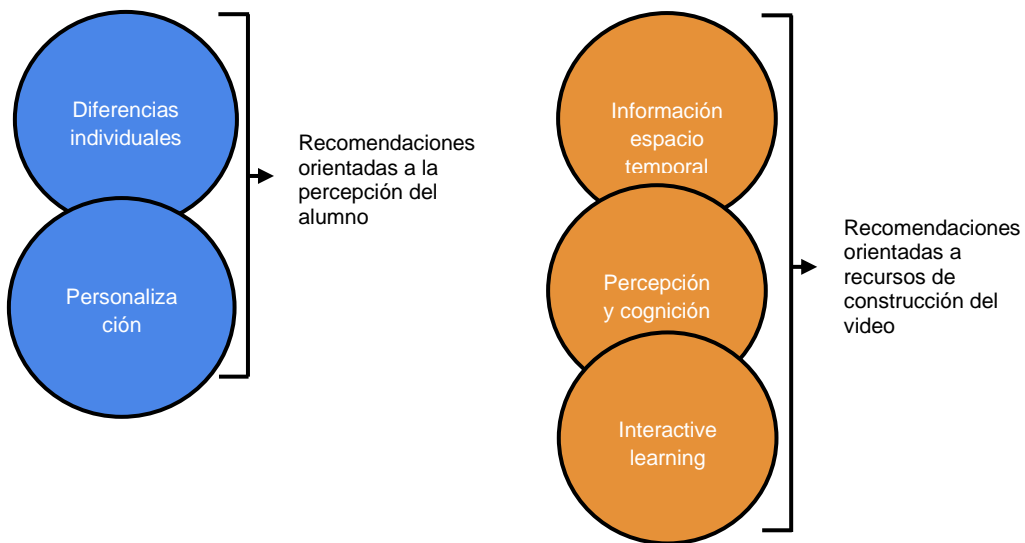 Diferencias
individuales
Personaliza
ción
Recomendaciones
orientadas a la
percepción del
alumno
Información
espacio
temporal
Percepción
y cognición
Interactive
learning
Recomendaciones
orientadas a
recursos de
construcción del
video